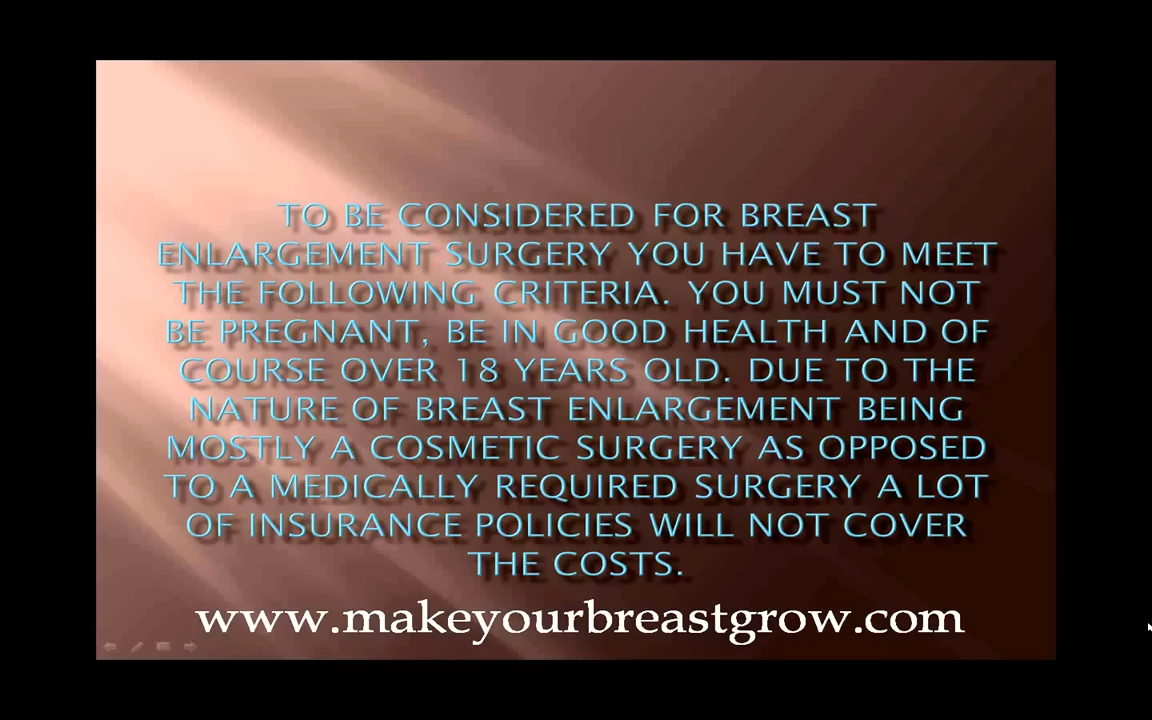 TO BE CONSIDERED FOR BREAST
ENLARGEMENT SURGERY YOU HAVE TO MEET
THE FOLLOWING CRITERIA. YOU MUST NOT
BE PREGNANT, BE IN GOOD HEALTH AND OF
COURSE OVER 18 YEARS OLD. DUE TO THE
NATURE OF BREAST ENLARGEMENT BEING
MOSTLY A COSMETIC SURGERY AS OPPOSED
TO A MEDICALLY REQUIRED SURGERY A LOT
OF INSURANCE POLICIES WILL NOT COVER
THE COSTS.
www.makeyourbreastgrow.com